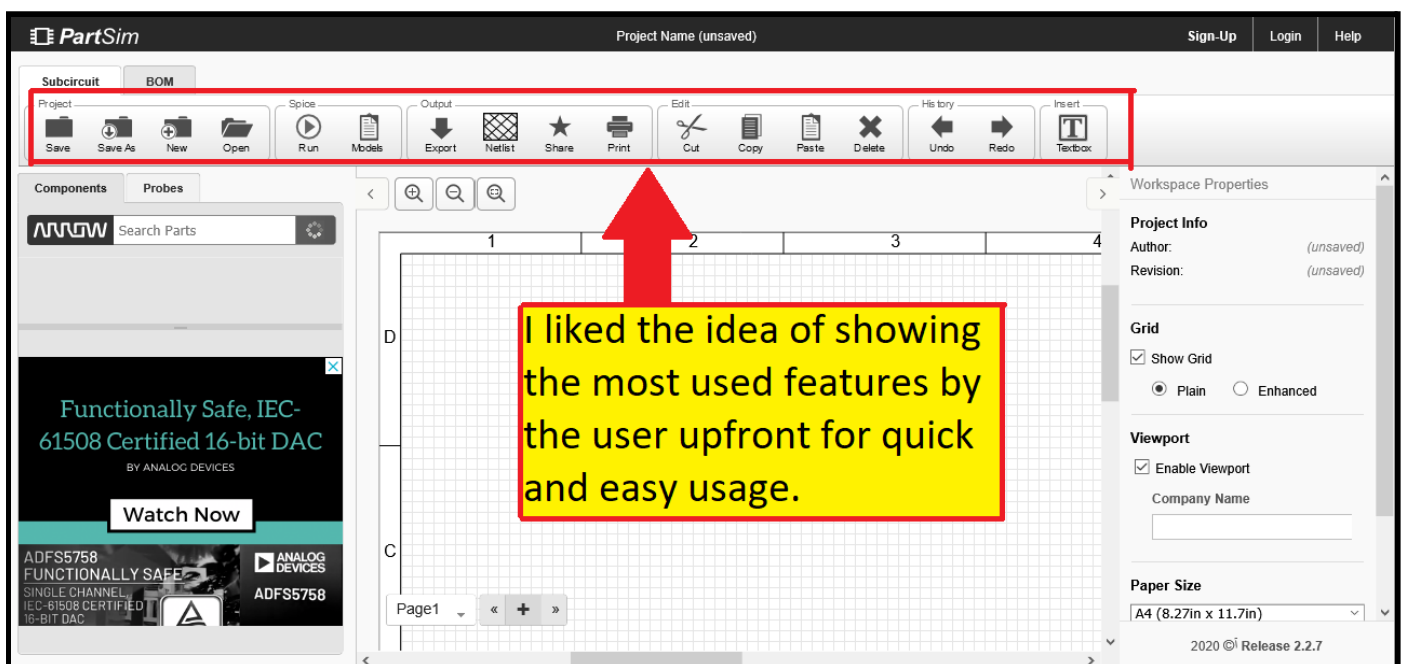 PartSim
Project Name (unsaved)
Sign-Up Login Help
Subcircuit BOM
Project Spice Output Edit History Insert
Save Save As New Open Run Models Export Netlist Share Print Cut Copy Paste Delete Undo Redo Textbox
Components Probes
ARROW Search Parts
1 2 3 4
D
C
I liked the idea of showing
the most used features by
the user upfront for quick
and easy usage.
Functionally Safe, IEC-
61508 Certified 16-bit DAC
BY ANALOG DEVICES
Watch Now
ADFS5758
FUNCTIONALLY SAFE
SINGLE CHANNEL,
IEC-61508 CERTIFIED
16-BIT DAC
ANALOG
DEVICES
ADFS5758
Page1 « + »
Workspace Properties
Project Info
Author: (unsaved)
Revision: (unsaved)
Grid
Show Grid
Plain Enhanced
Viewport
Enable Viewport
Company Name
Paper Size
A4 (8.27in x 11.7in)
2020 ©Î Release 2.2.7